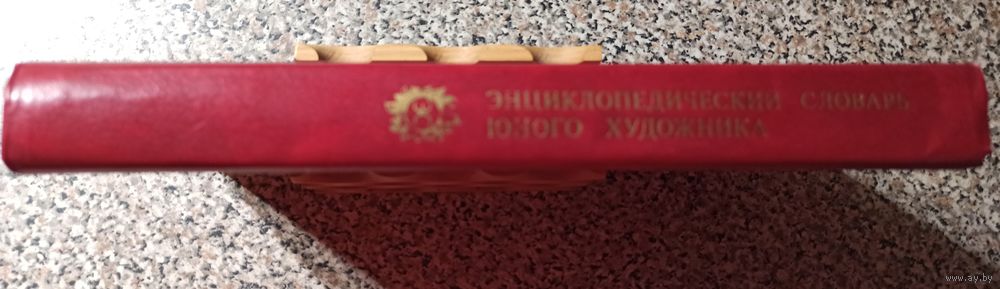 ЭНЦИКЛОПЕДИЧЕСКИЙ СЛОВАРЬ
ЮНОГО ХУДОЖНИКА
www.ay.by